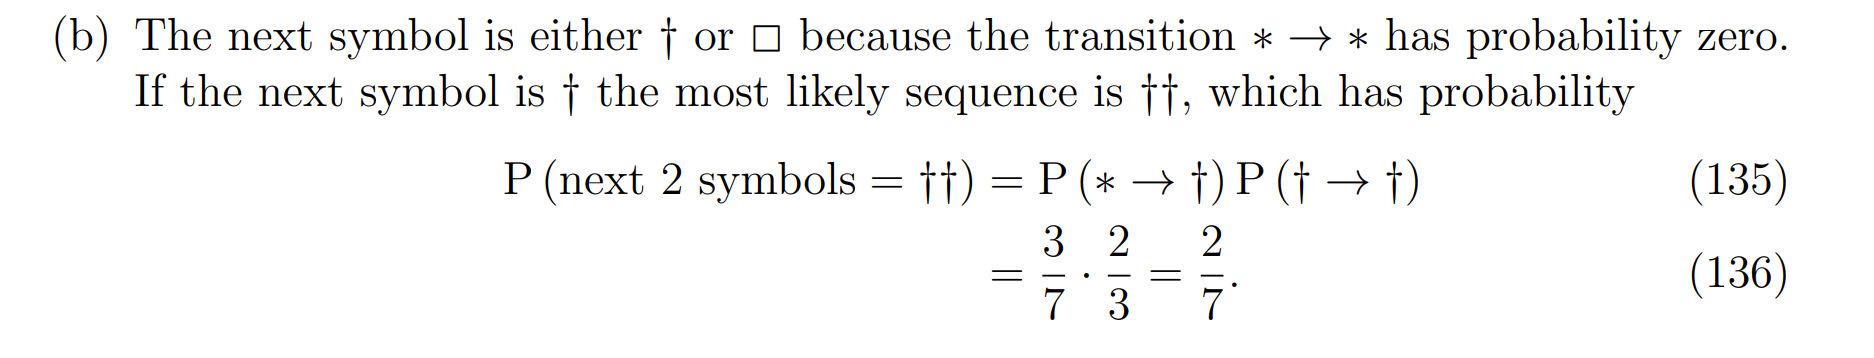 (b) The next symbol is either † or □ because the transition ∗ → ∗ has probability zero.
If the next symbol is † the most likely sequence is ††, which has probability
P (next 2 symbols = ††) = P (∗ → †) P († → †) (135)
= 3/7 · 2/3 = 2/7. (136)